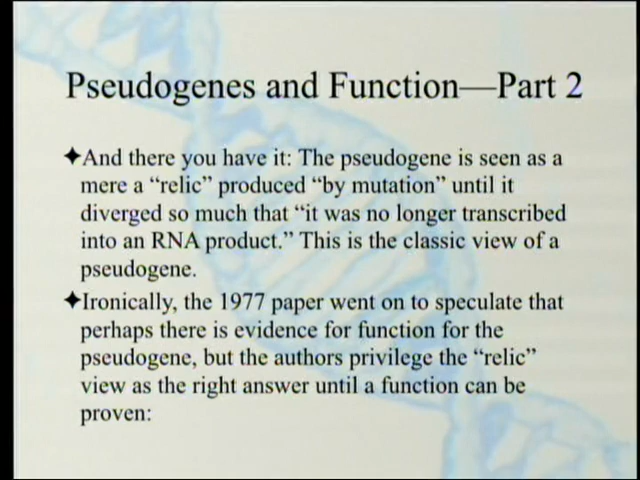 Pseudogenes and Function—Part 2
✦And there you have it: The pseudogene is seen as a
mere a “relic” produced “by mutation” until it
diverged so much that “it was no longer transcribed
into an RNA product.” This is the classic view of a
pseudogene.
✦Ironically, the 1977 paper went on to speculate that
perhaps there is evidence for function for the
pseudogene, but the authors privilege the “relic”
view as the right answer until a function can be
proven: